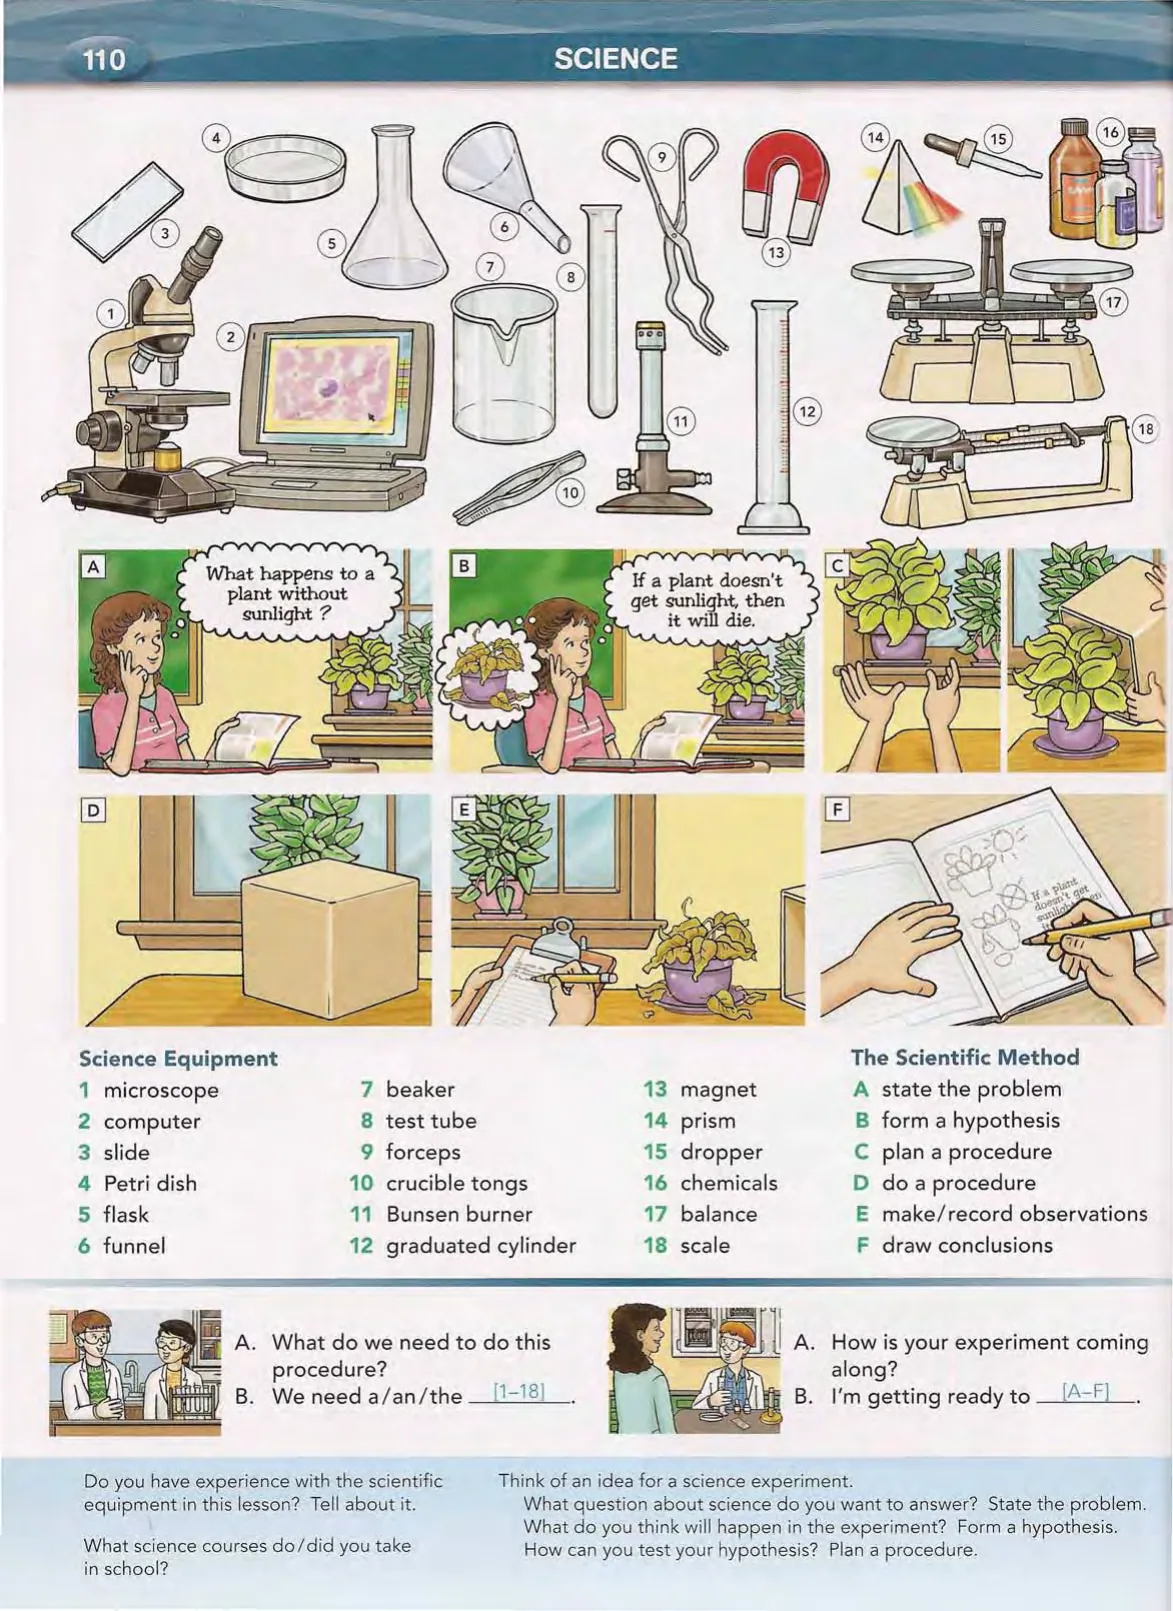 110
SCIENCE
4
14
15
16
9
3
5
6
7
8
13
1
2
17
11
12
18
10
A
What happens to a
plant without
sunlight ?
B
If a plant doesn't
get sunlight, then
it will die.
C
D
E
F
If a plant
doesn't get
Science Equipment
1 microscope
2 computer
3 slide
4 Petri dish
5 flask
6 funnel
7 beaker
8 test tube
9 forceps
10 crucible tongs
11 Bunsen burner
12 graduated cylinder
13 magnet
14 prism
15 dropper
16 chemicals
17 balance
18 scale
The Scientific Method
A state the problem
B form a hypothesis
C plan a procedure
D do a procedure
E make/record observations
F draw conclusions
A. What do we need to do this
procedure?
B. We need a/an/the [1–18].
A. How is your experiment coming
along?
B. I'm getting ready to [A–F].
Do you have experience with the scientific
equipment in this lesson? Tell about it.
What science courses do/did you take
in school?
Think of an idea for a science experiment.
What question about science do you want to answer? State the problem.
What do you think will happen in the experiment? Form a hypothesis.
How can you test your hypothesis? Plan a procedure.